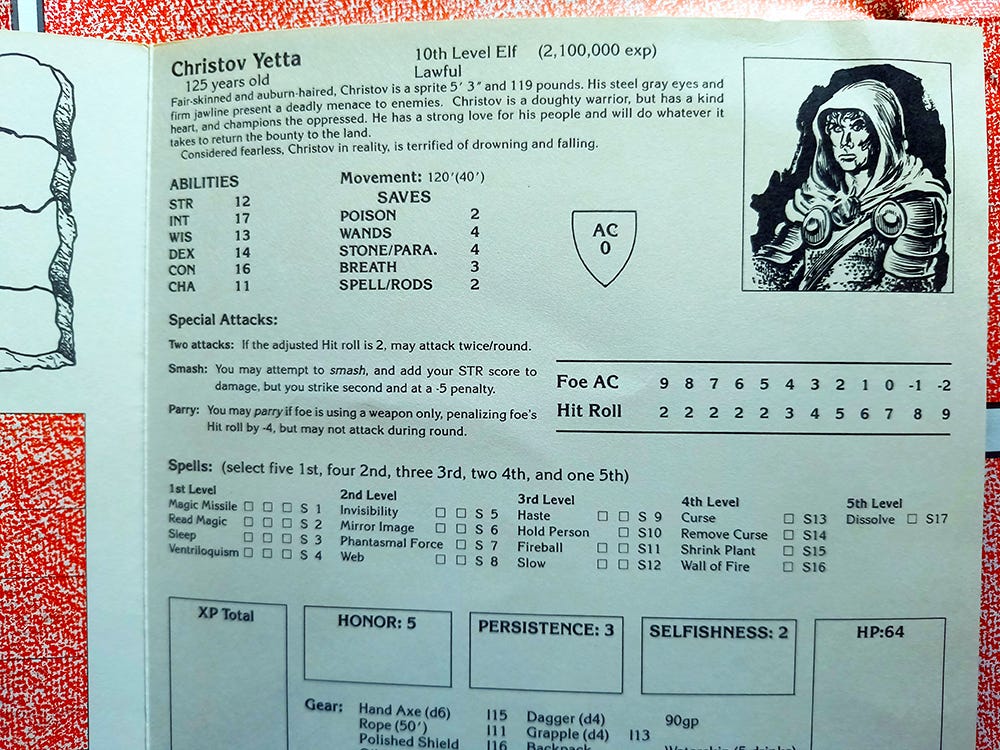 Christov Yetta 10th Level Elf (2,100,000 exp)
125 years old Lawful
Fair-skinned and auburn-haired, Christov is a sprite 5' 3" and 119 pounds. His steel gray eyes and
firm jawline present a deadly menace to enemies. Christov is a doughty warrior, but has a kind
heart, and champions the oppressed. He has a strong love for his people and will do whatever it
takes to return the bounty to the land.
Considered fearless, Christov in reality, is terrified of drowning and falling.
ABILITIES
STR 12
INT 17
WIS 13
DEX 14
CON 16
CHA 11
Movement: 120'(40')
SAVES
POISON 2
WANDS 4
STONE/PARA. 4
BREATH 3
SPELL/RODS 2
AC
0
Special Attacks:
Two attacks: If the adjusted Hit roll is 2, may attack twice/round.
Smash: You may attempt to smash, and add your STR score to
damage, but you strike second and at a -5 penalty.
Parry: You may parry if foe is using a weapon only, penalizing foe's
Hit roll by -4, but may not attack during round.
Foe AC 9 8 7 6 5 4 3 2 1 0 -1 -2
Hit Roll 2 2 2 2 2 3 4 5 6 7 8 9
Spells: (select five 1st, four 2nd, three 3rd, two 4th, and one 5th)
1st Level
Magic Missile □ □ □ S 1
Read Magic □ □ □ S 2
Sleep □ □ □ S 3
Ventriloquism □ □ □ S 4
2nd Level
Invisibility □ □ S 5
Mirror Image □ □ S 6
Phantasmal Force □ S 7
Web □ □ S 8
3rd Level
Haste □ □ S 9
Hold Person □ S10
Fireball □ □ S11
Slow □ □ S12
4th Level
Curse □ S13
Remove Curse □ S14
Shrink Plant □ S15
Wall of Fire □ S16
5th Level
Dissolve □ S17
XP Total
HONOR: 5
PERSISTENCE: 3
SELFISHNESS: 2
HP:64
Gear: Hand Axe (d6) I15 Dagger (d4) 90gp
Rope (50') I11 Grapple (d4) I13
Polished Shield I16 Backpack